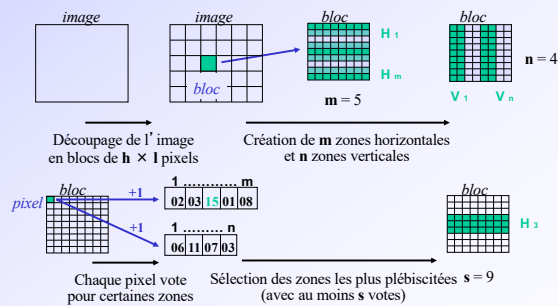 image
image
bloc
bloc
H 1
H m
bloc
m = 5
n = 4
V 1
V n
Découpage de l'image
en blocs de h × l pixels
Création de m zones horizontales
et n zones verticales
bloc
pixel
+1
+1
1 ........... m
02 03 15 01 08
1 ........ n
06 11 07 03
bloc
H 3
Chaque pixel vote
pour certaines zones
Sélection des zones les plus plébiscitées
(avec au moins s votes)
s = 9